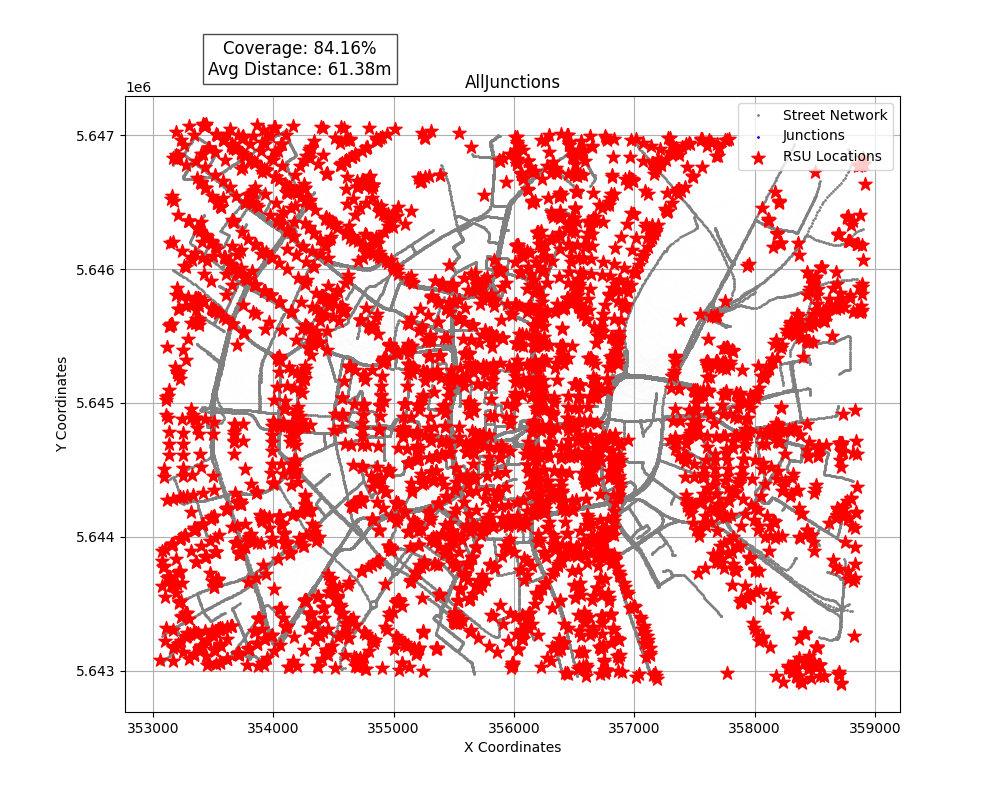 Coverage: 84.16%
Avg Distance: 61.38m
AllJunctions
1e6
Street Network
Junctions
RSU Locations
5.647
5.646
5.645
5.644
5.643
Y Coordinates
353000 354000 355000 356000 357000 358000 359000
X Coordinates